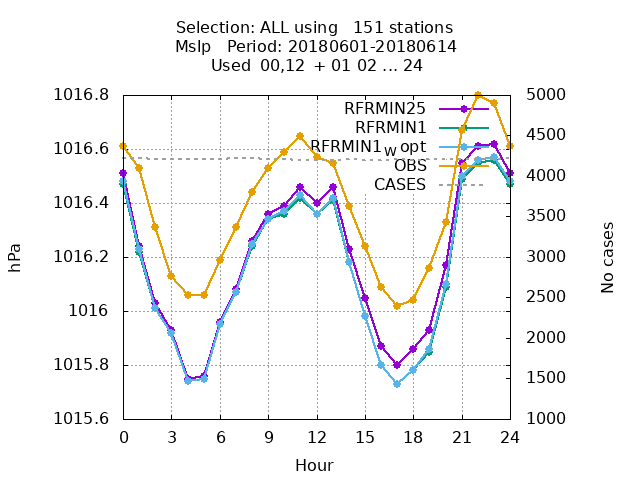 Selection: ALL using   151 stations
Mslp   Period: 20180601-20180614
Used  00,12  + 01 02 ... 24
1016.8
1016.6
1016.4
1016.2
1016
1015.8
1015.6
hPa
RFRMIN25
RFRMIN1
RFRMIN1_w opt
OBS
CASES
5000
4500
4000
3500
3000
2500
2000
1500
1000
No cases
0 3 6 9 12 15 18 21 24
Hour